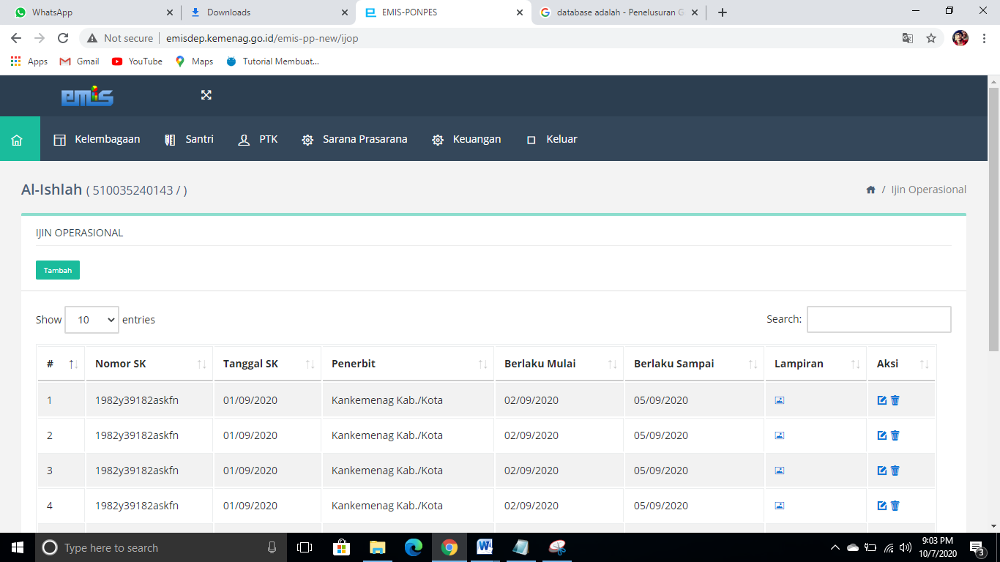 WhatsApp
Downloads
EMIS-PONPES
database adalah - Penelusuran G
Not secure
emisdep.kemenag.go.id/emis-pp-new/ijop
Apps
Gmail
YouTube
Maps
Tutorial Membuat...
emis
Kelembagaan
Santri
PTK
Sarana Prasarana
Keuangan
Keluar
Al-Ishlah ( 510035240143 / )
/ Ijin Operasional
IJIN OPERASIONAL
Tambah
Show 10 entries
Search:
# Nomor SK Tanggal SK Penerbit Berlaku Mulai Berlaku Sampai Lampiran Aksi
1 1982y39182askfn 01/09/2020 Kankemenag Kab./Kota 02/09/2020 05/09/2020
2 1982y39182askfn 01/09/2020 Kankemenag Kab./Kota 02/09/2020 05/09/2020
3 1982y39182askfn 01/09/2020 Kankemenag Kab./Kota 02/09/2020 05/09/2020
4 1982y39182askfn 01/09/2020 Kankemenag Kab./Kota 02/09/2020 05/09/2020
Type here to search
9:03 PM
10/7/2020
3